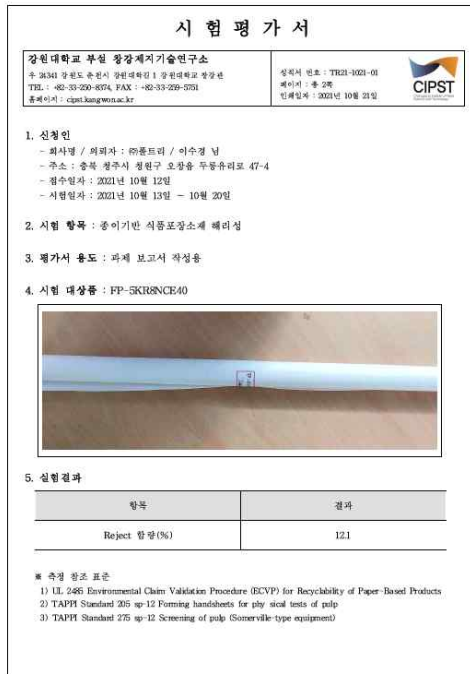 시 험 평 가 서
강원대학교 부설 창강제지기술연구소
우 24341 강원도 춘천시 강원대학길 1 강원대학교 창강관
TEL : +82-33-250-8374, FAX : +82-33-259-5751
홈페이지 : cipst.kangwon.ac.kr
성적서 번호 : TR21-1021-01
페이지 : 총 2쪽
인쇄일자 : 2021년 10월 21일
CIPST
1. 신청인
- 회사명 / 의뢰자 : ㈜폴트리 / 이수경 님
- 주소 : 충북 청주시 청원구 오창읍 두릉유리로 47-4
- 접수일자 : 2021년 10월 12일
- 시험일자 : 2021년 10월 13일 ~ 10월 20일
2. 시험 항목 : 종이기반 식품포장소재 해리성
3. 평가서 용도 : 과제 보고서 작성용
4. 시험 대상품 : FP-5KR8NCE40
5. 실험결과
항목 결과
Reject 함량(%) 12.1
※ 측정 참조 표준
1) UL 2485 Environmental Claim Validation Procedure (ECVP) for Recyclability of Paper-Based Products
2) TAPPI Standard 205 sp-12 Forming handsheets for phy sical tests of pulp
3) TAPPI Standard 275 sp-12 Screening of pulp (Somerville-type equipment)